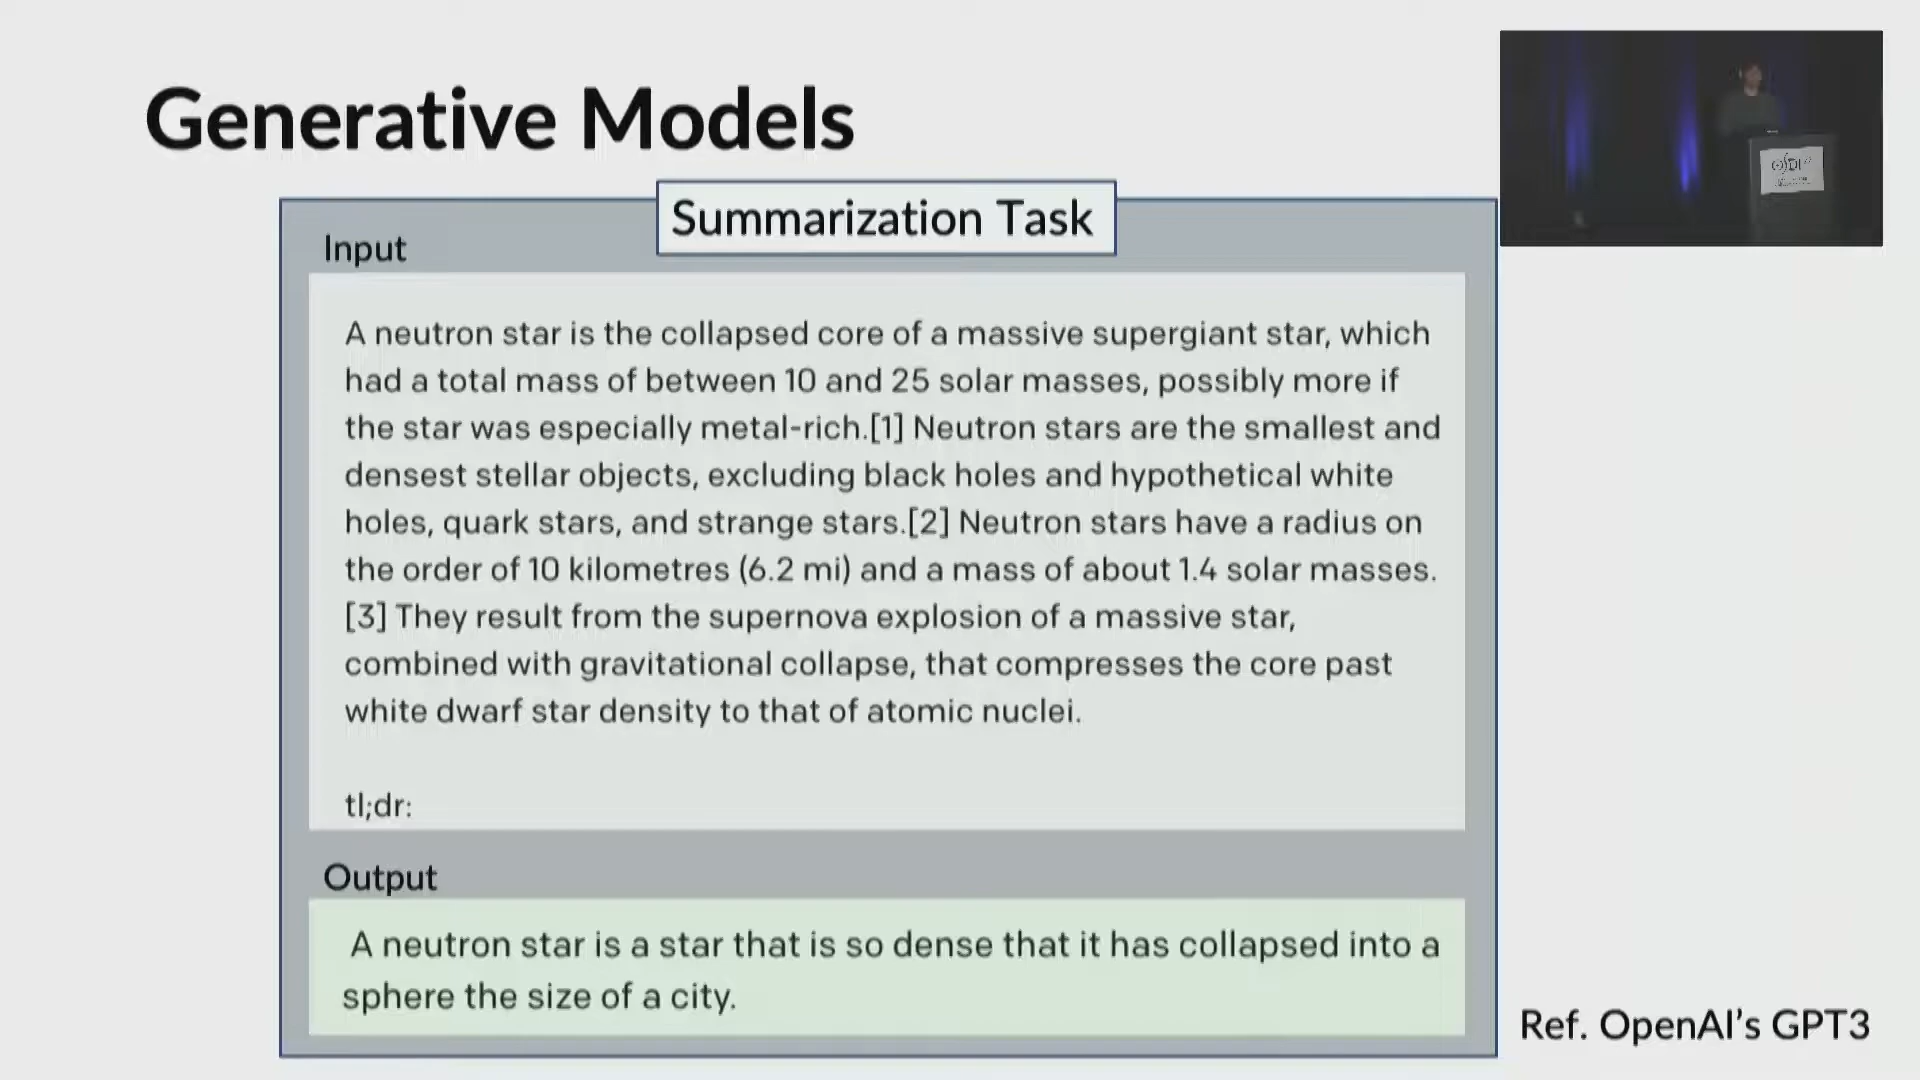 Generative Models
Summarization Task
Input
A neutron star is the collapsed core of a massive supergiant star, which
had a total mass of between 10 and 25 solar masses, possibly more if
the star was especially metal-rich.[1] Neutron stars are the smallest and
densest stellar objects, excluding black holes and hypothetical white
holes, quark stars, and strange stars.[2] Neutron stars have a radius on
the order of 10 kilometres (6.2 mi) and a mass of about 1.4 solar masses.
[3] They result from the supernova explosion of a massive star,
combined with gravitational collapse, that compresses the core past
white dwarf star density to that of atomic nuclei.
tl;dr:
Output
A neutron star is a star that is so dense that it has collapsed into a
sphere the size of a city.
Ref. OpenAI's GPT3